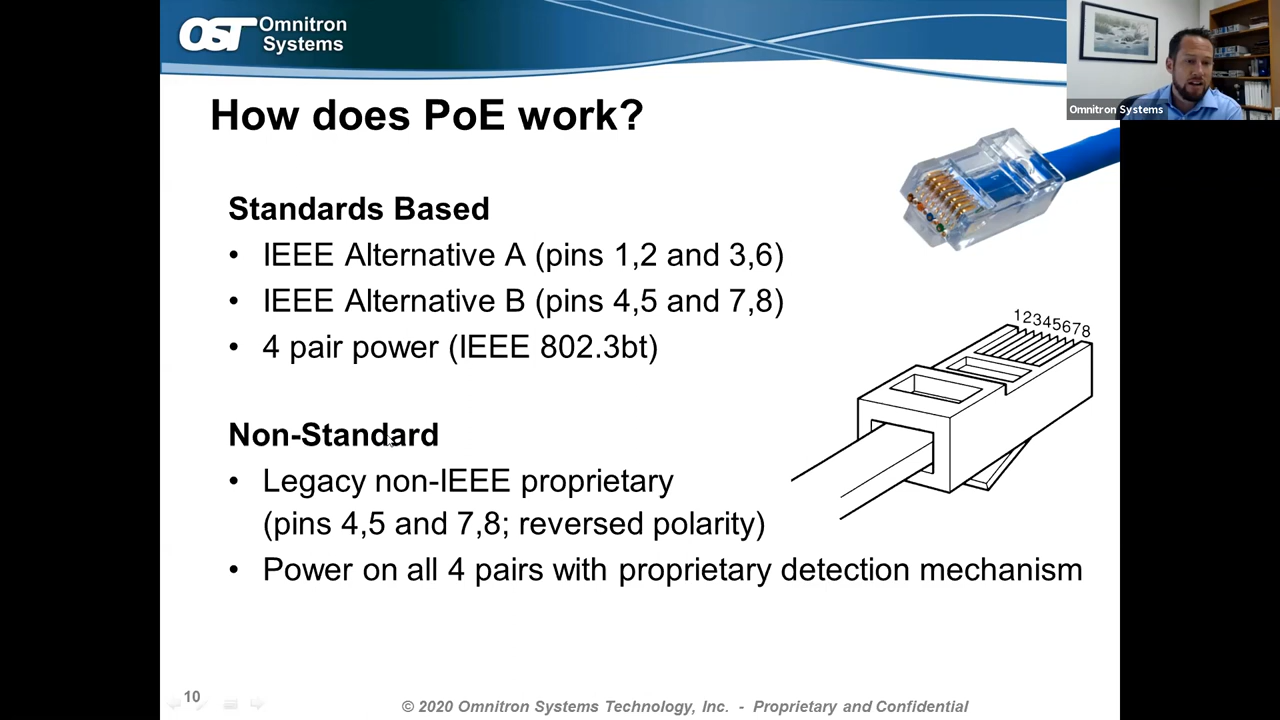 OST Omnitron
Systems
Omnitron Systems
How does PoE work?
Standards Based
• IEEE Alternative A (pins 1,2 and 3,6)
• IEEE Alternative B (pins 4,5 and 7,8)
• 4 pair power (IEEE 802.3bt)
12345678
Non-Standard
• Legacy non-IEEE proprietary
(pins 4,5 and 7,8; reversed polarity)
• Power on all 4 pairs with proprietary detection mechanism
10
© 2020 Omnitron Systems Technology, Inc. - Proprietary and Confidential